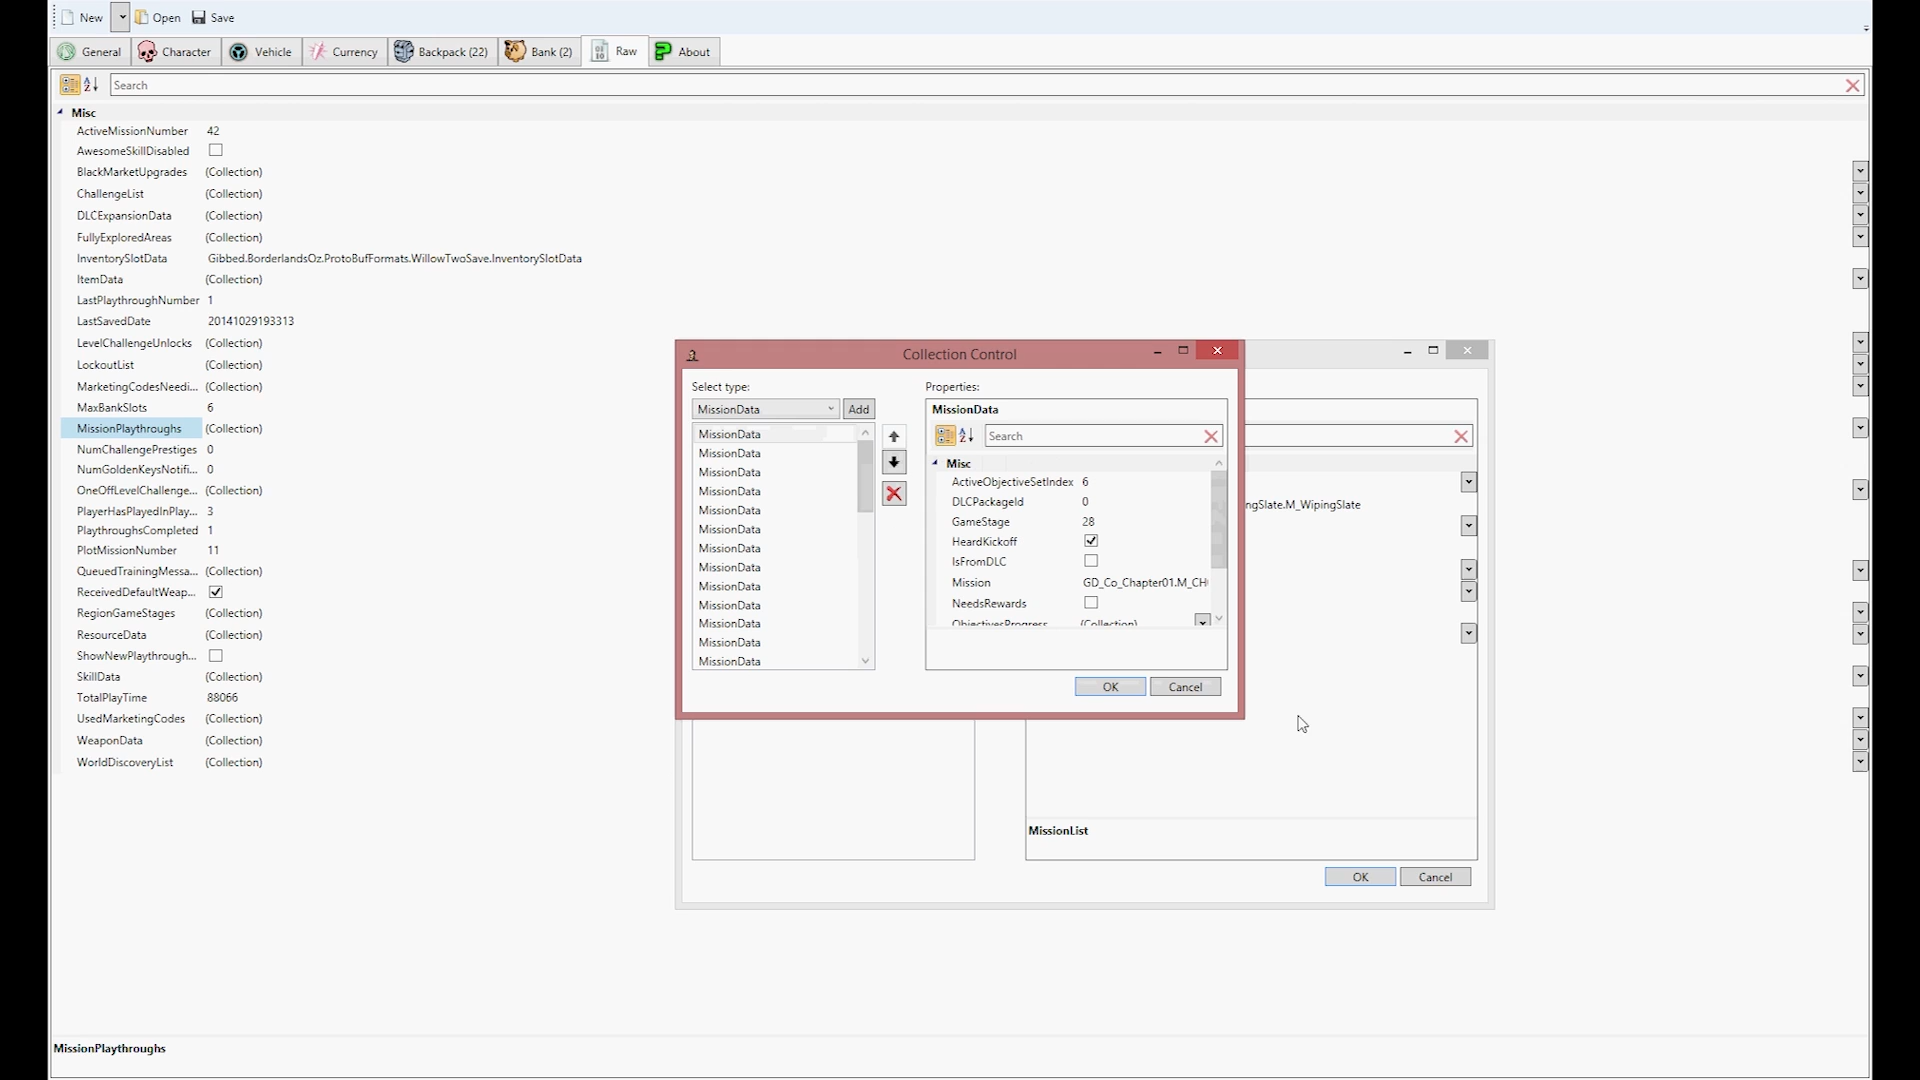 New Open Save
General Character Vehicle Currency Backpack (22) Bank (2) Raw About
Search
Misc
ActiveMissionNumber 42
AwesomeSkillDisabled
BlackMarketUpgrades (Collection)
ChallengeList (Collection)
DLCExpansionData (Collection)
FullyExploredAreas (Collection)
InventorySlotData Gibbed.BorderlandsOz.ProtoBufFormats.WillowTwoSave.InventorySlotData
ItemData (Collection)
LastPlaythroughNumber 1
LastSavedDate 20141029193313
LevelChallengeUnlocks (Collection)
LockoutList (Collection)
MarketingCodesNeedi... (Collection)
MaxBankSlots 6
MissionPlaythroughs (Collection)
NumChallengePrestiges 0
NumGoldenKeysNotifi... 0
OneOffLevelChallenge... (Collection)
PlayerHasPlayedInPlay... 3
PlaythroughsCompleted 1
PlotMissionNumber 11
QueuedTrainingMessa... (Collection)
ReceivedDefaultWeap...
RegionGameStages (Collection)
ResourceData (Collection)
ShowNewPlaythrough...
SkillData (Collection)
TotalPlayTime 88066
UsedMarketingCodes (Collection)
WeaponData (Collection)
WorldDiscoveryList (Collection)
Collection Control
Select type:
MissionData Add
MissionData
MissionData
MissionData
MissionData
MissionData
MissionData
MissionData
MissionData
MissionData
MissionData
MissionData
MissionData
MissionData
Properties:
MissionData
Search
Misc
ActiveObjectiveSetIndex 6
DLCPackageId 0
GameStage 28
HeardKickoff
IsFromDLC
Mission GD_Co_Chapter01.M_CH
NeedsRewards
ObjectivesProgress (Collection)
OK Cancel
ngSlate.M_WipingSlate
MissionList
OK Cancel
MissionPlaythroughs